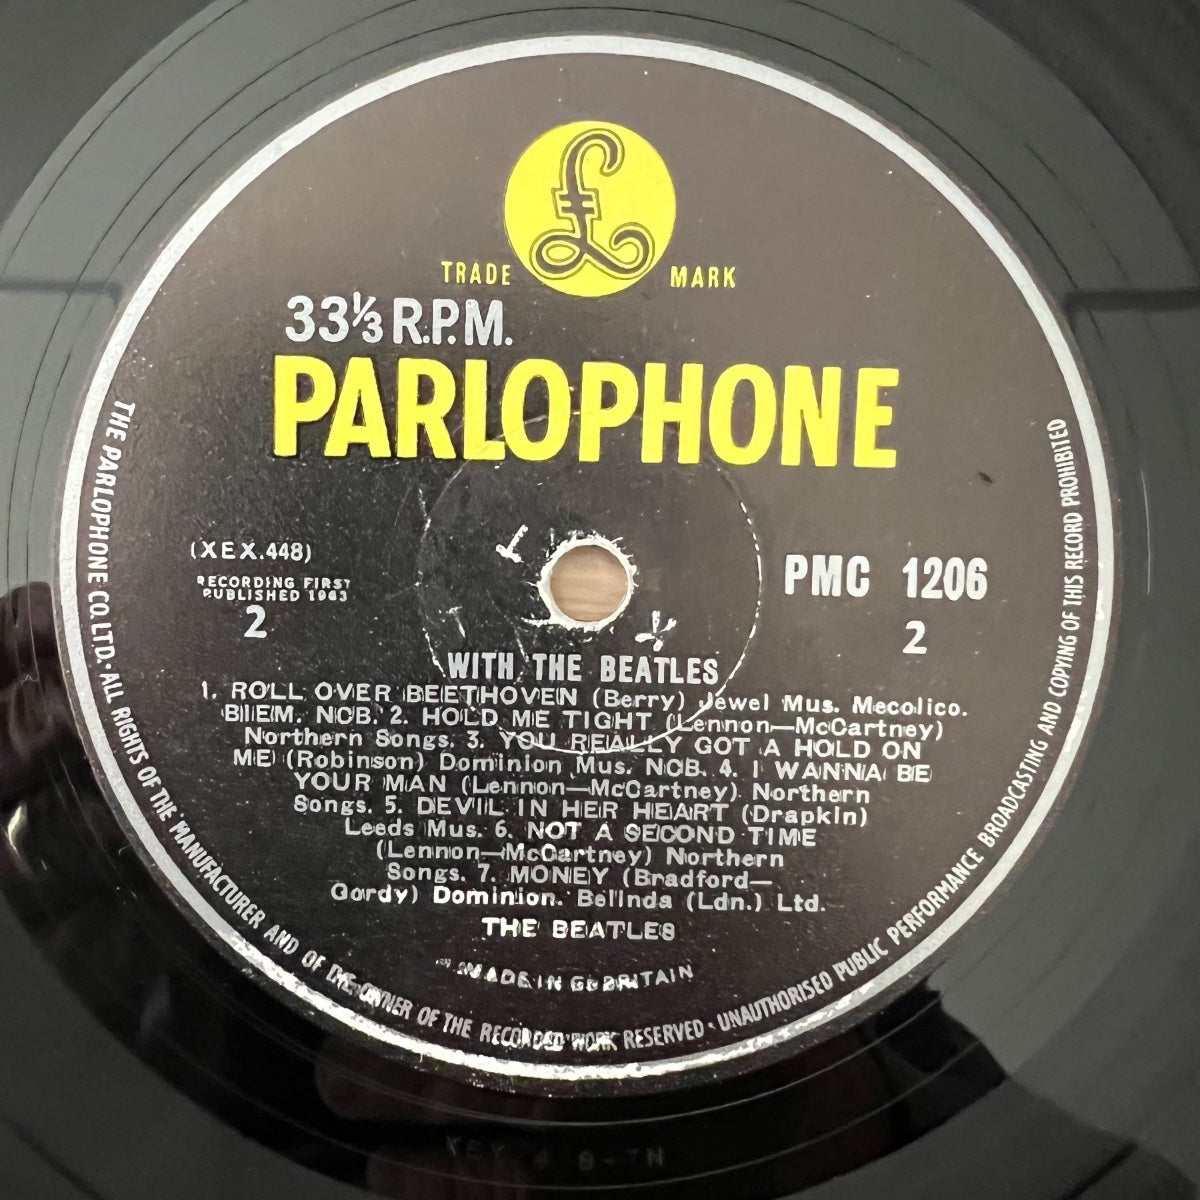 £
TRADE MARK
33⅓ R.P.M.
PARLOPHONE
(XEX.448)
RECORDING FIRST
PUBLISHED 1963
2
PMC 1206
2
WITH THE BEATLES
1. ROLL OVER BEETHOVEN (Berry) Jewel Mus. Mecolico.
BIEM. NCB. 2. HOLD ME TIGHT (Lennon—McCartney)
Northern Songs. 3. YOU REALLY GOT A HOLD ON
ME (Robinson) Dominion Mus. NCB. 4. I WANNA BE
YOUR MAN (Lennon—McCartney) Northern
Songs. 5. DEVIL IN HER HEART (Drapkin)
Leeds Mus. 6. NOT A SECOND TIME
(Lennon—McCartney) Northern
Songs. 7. MONEY (Bradford—
Gordy) Dominion. Belinda (Ldn.) Ltd.
THE BEATLES
MADE IN GT. BRITAIN
THE PARLOPHONE CO. LTD. · ALL RIGHTS OF THE MANUFACTURER AND OF THE OWNER OF THE RECORDED WORK RESERVED · UNAUTHORISED PUBLIC PERFORMANCE BROADCASTING AND COPYING OF THIS RECORD PROHIBITED